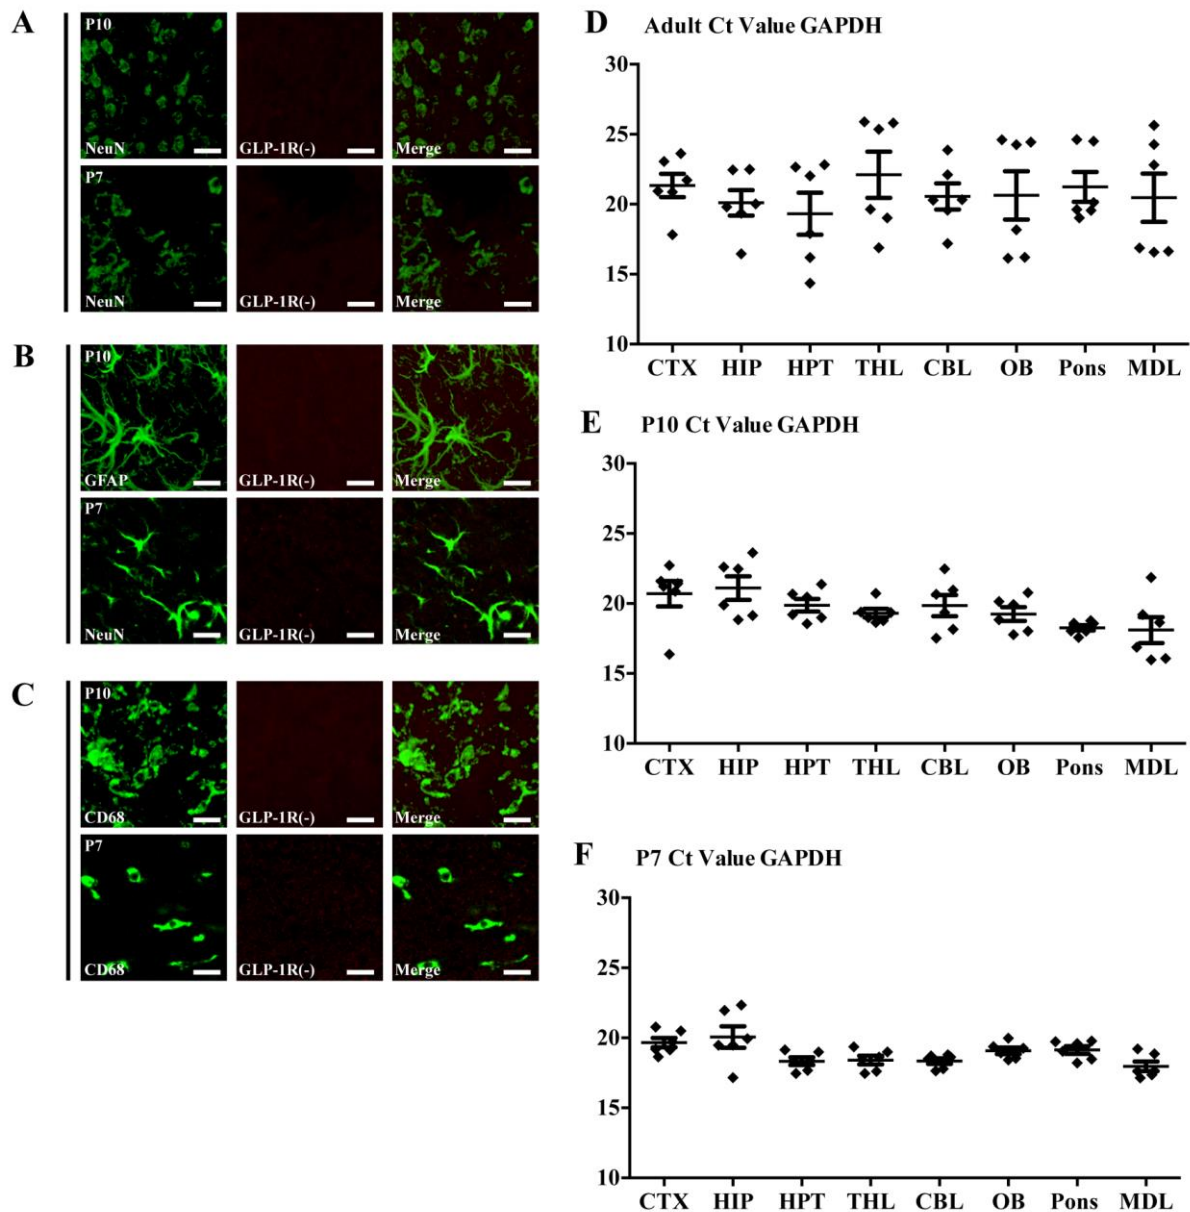 A
P10
NeuN
GLP-1R(-)
Merge
P7
NeuN
GLP-1R(-)
Merge
B
P10
GFAP
GLP-1R(-)
Merge
P7
NeuN
GLP-1R(-)
Merge
C
P10
CD68
GLP-1R(-)
Merge
P7
CD68
GLP-1R(-)
Merge
D Adult Ct Value GAPDH
30
25
20
15
10
CTX HIP HPT THL CBL OB Pons MDL
E P10 Ct Value GAPDH
30
25
20
15
10
CTX HIP HPT THL CBL OB Pons MDL
F P7 Ct Value GAPDH
30
25
20
15
10
CTX HIP HPT THL CBL OB Pons MDL